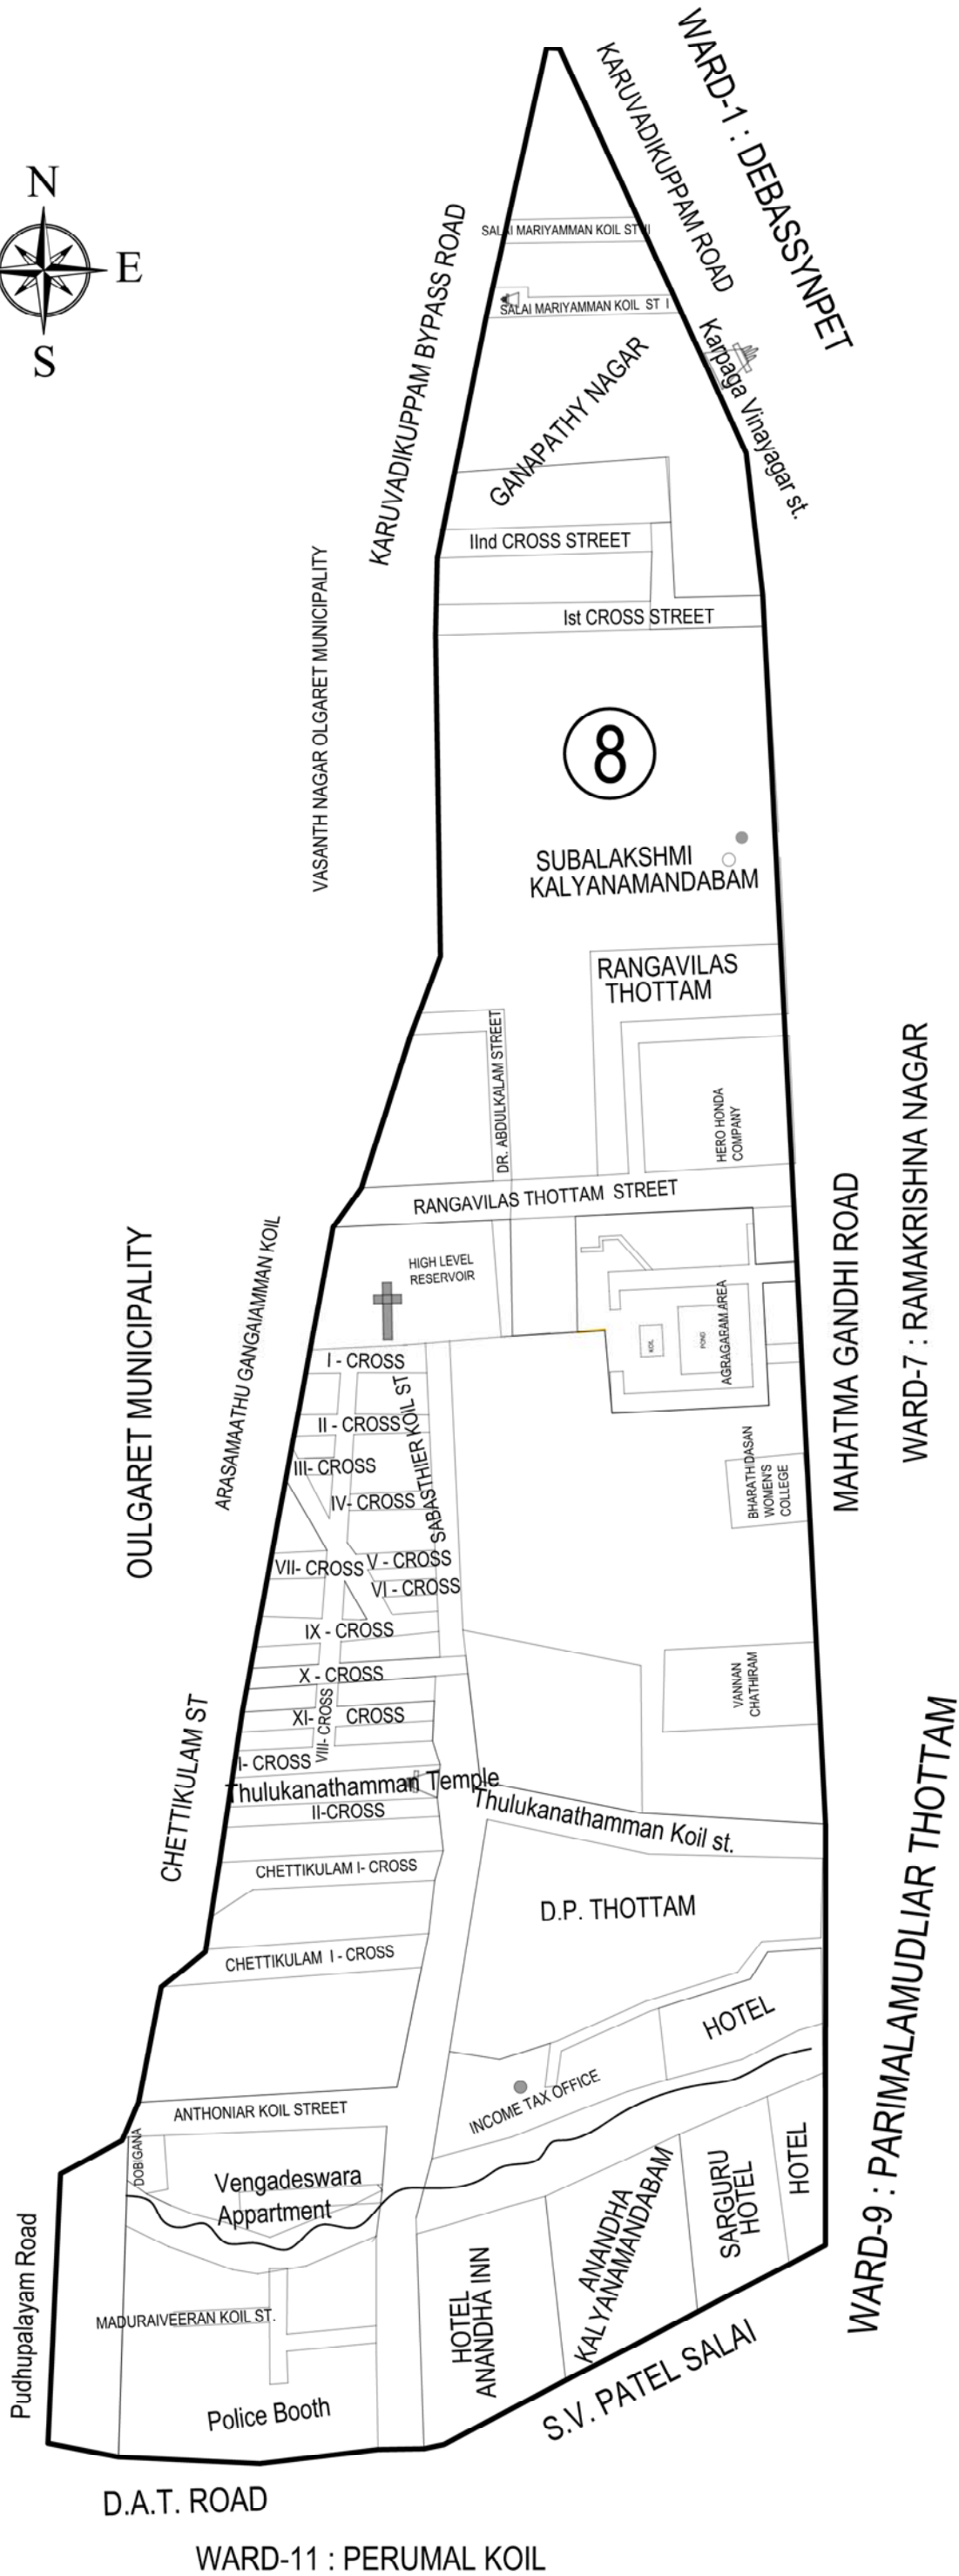 WARD-1 : DEBASSYNPET
KARUVADIKUPPAM ROAD
N
E
S
KARUVADIKUPPAM BYPASS ROAD
SALAI MARIYAMMAN KOIL ST II
SALAI MARIYAMMAN KOIL ST I
Karpaga Vinayagar st.
GANAPATHY NAGAR
IInd CROSS STREET
Ist CROSS STREET
VASANTH NAGAR OLGARET MUNICIPALITY
8
SUBALAKSHMI
KALYANAMANDABAM
RANGAVILAS
THOTTAM
DR. ABDULKALAM STREET
HERO HONDA
COMPANY
RANGAVILAS THOTTAM STREET
WARD-7 : RAMAKRISHNA NAGAR
MAHATMA GANDHI ROAD
OULGARET MUNICIPALITY
ARASAMAATHU GANGAIAMMAN KOIL
HIGH LEVEL
RESERVOIR
KOIL
POND
AGRAGARAM AREA
I - CROSS
II - CROSS
III- CROSS
IV- CROSS
SABASTHIER KOIL ST
BHARATHIDASAN
WOMEN'S
COLLEGE
V - CROSS
VII- CROSS
VI - CROSS
IX - CROSS
X - CROSS
VIII- CROSS
XI- CROSS
VANNAN
CHATHIRAM
CHETTIKULAM ST
I- CROSS
Thulukanathamman Temple
II-CROSS
Thulukanathamman Koil st.
CHETTIKULAM I- CROSS
D.P. THOTTAM
CHETTIKULAM I - CROSS
WARD-9 : PARIMALAMUDLIAR THOTTAM
HOTEL
INCOME TAX OFFICE
ANTHONIAR KOIL STREET
DOBIGANA
Vengadeswara
Appartment
HOTEL
SARGURU
HOTEL
ANANDHA
KALYANAMANDABAM
HOTEL
ANANDHA INN
Pudhupalayam Road
MADURAIVEERAN KOIL ST.
Police Booth
S.V. PATEL SALAI
D.A.T. ROAD
WARD-11 : PERUMAL KOIL